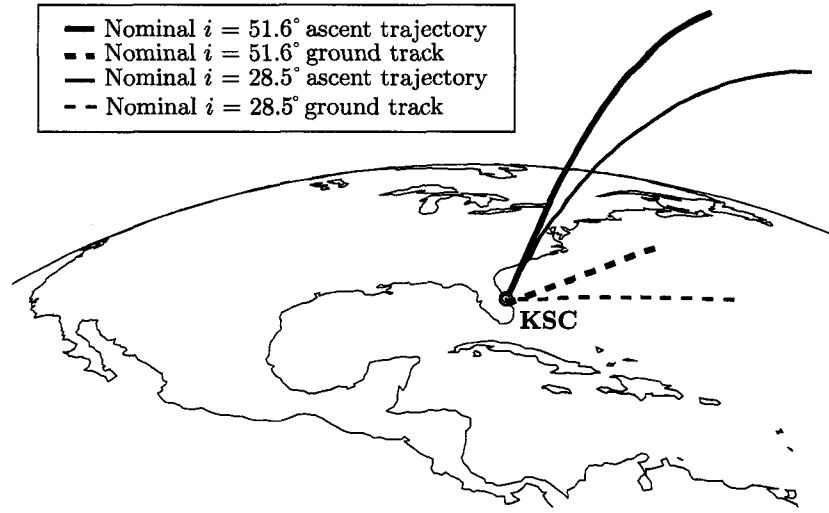 Nominal i = 51.6° ascent trajectory
Nominal i = 51.6° ground track
Nominal i = 28.5° ascent trajectory
Nominal i = 28.5° ground track
KSC